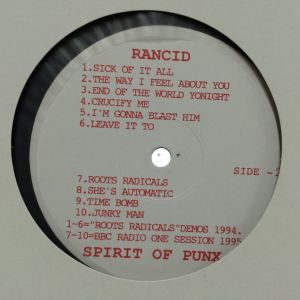 RANCID
1.SICK OF IT ALL
2.THE WAY I FEEL ABOUT YOU
3.END OF THE WORLD YONIGHT
4.CRUCIFY ME
5.I'M GONNA BLAST HIM
6.LEAVE IT TO
SIDE -1
7.ROOTS RADICALS
8.SHE'S AUTOMATIC
9.TIME BOMB
10.JUNKY MAN
1~6="ROOTS RADICALS"DEMOS 1994.
7~10=BBC RADIO ONE SESSION 1995
SPIRIT OF PUNX